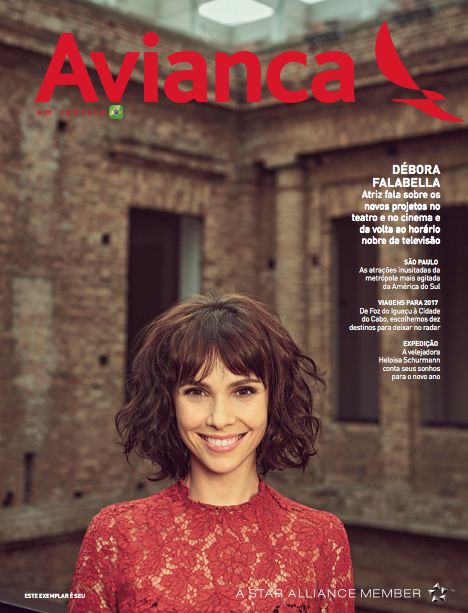 Avianca
em revista
DÉBORA
FALABELLA
Atriz fala sobre os
novos projetos no
teatro e no cinema e
da volta ao horário
nobre da televisão
SÃO PAULO
As atrações inusitadas da
metrópole mais agitada
da América do Sul
VIAGENS PARA 2017
De Foz do Iguaçu à Cidade
do Cabo, escolhemos dez
destinos para deixar no radar
EXPEDIÇÃO
A velejadora
Heloisa Schurmann
conta seus sonhos
para o novo ano
ESTE EXEMPLAR É SEU
A STAR ALLIANCE MEMBER